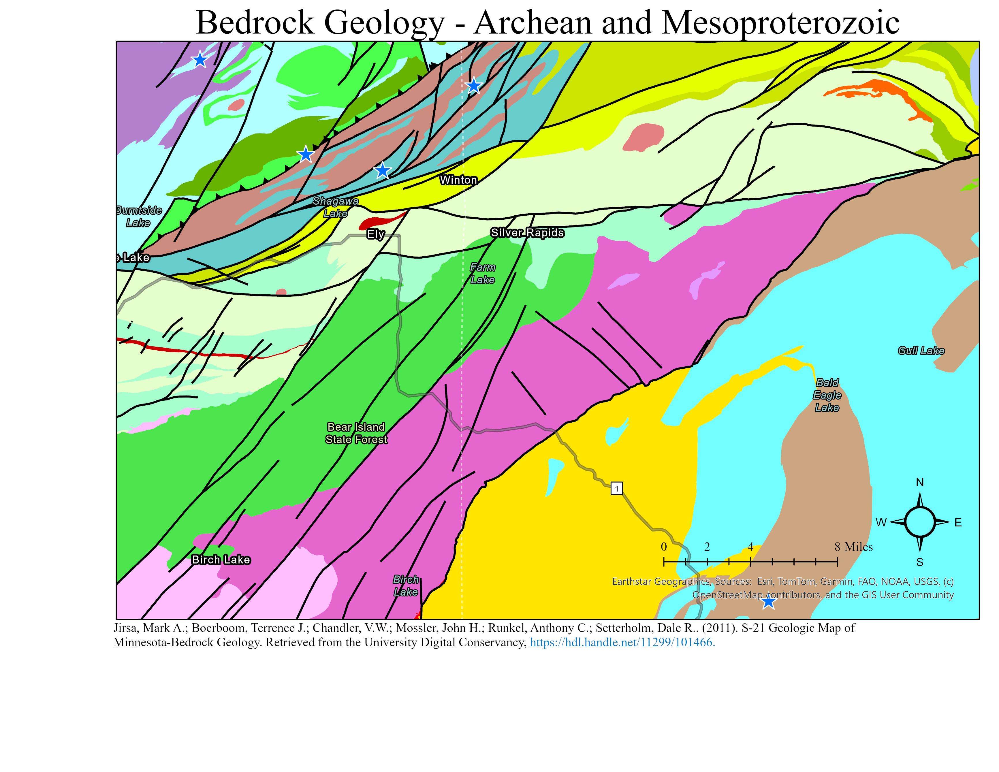 Bedrock Geology - Archean and Mesoproterozoic
Winton
Shagawa
Lake
Burntside
Lake
Ely
Silver Rapids
e Lake
Farm
Lake
Gull Lake
Bald
Eagle
Lake
Bear Island
State Forest
1
N
W E
S
0 2 4 8 Miles
Birch Lake
Birch
Lake
Earthstar Geographics, Sources: Esri, TomTom, Garmin, FAO, NOAA, USGS, (c)
OpenStreetMap contributors, and the GIS User Community
Jirsa, Mark A.; Boerboom, Terrence J.; Chandler, V.W.; Mossler, John H.; Runkel, Anthony C.; Setterholm, Dale R.. (2011). S-21 Geologic Map of
Minnesota-Bedrock Geology. Retrieved from the University Digital Conservancy, https://hdl.handle.net/11299/101466.